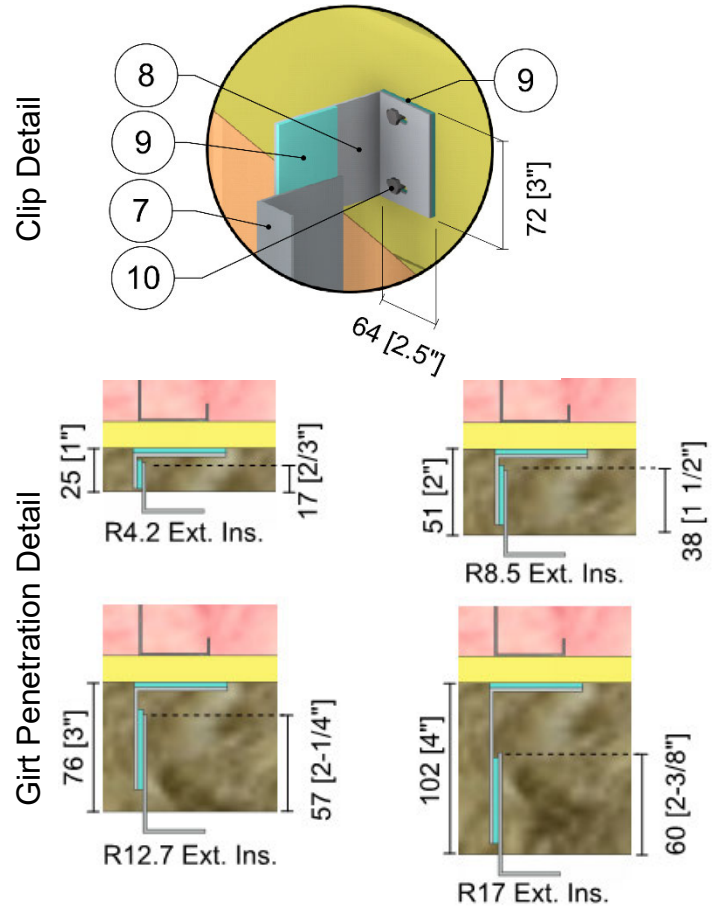 Clip Detail
8
9
9
7
10
72 [3"]
64 [2.5"]
Girt Penetration Detail
25 [1"]
17 [2/3"]
R4.2 Ext. Ins.
51 [2"]
38 [1 1/2"]
R8.5 Ext. Ins.
76 [3"]
57 [2-1/4"]
R12.7 Ext. Ins.
102 [4"]
60 [2-3/8"]
R17 Ext. Ins.